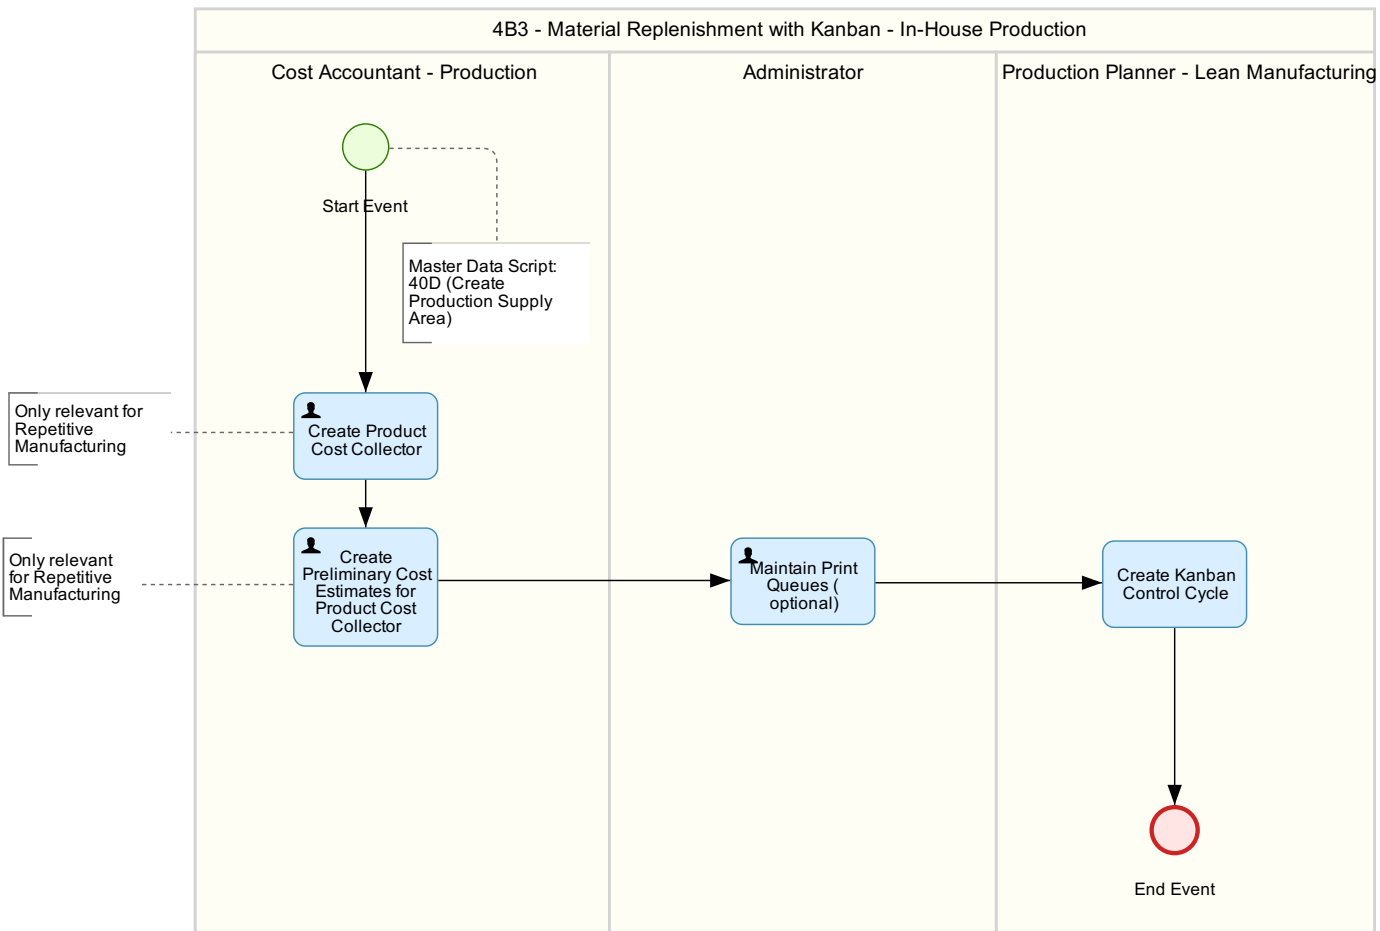 4B3 - Material Replenishment with Kanban - In-House Production
Cost Accountant - Production
Administrator
Production Planner - Lean Manufacturing
Start Event
Master Data Script:
40D (Create
Production Supply
Area)
Only relevant for
Repetitive
Manufacturing
Create Product
Cost Collector
Only relevant
for Repetitive
Manufacturing
Create
Preliminary Cost
Estimates for
Product Cost
Collector
Maintain Print
Queues (
optional)
Create Kanban
Control Cycle
End Event